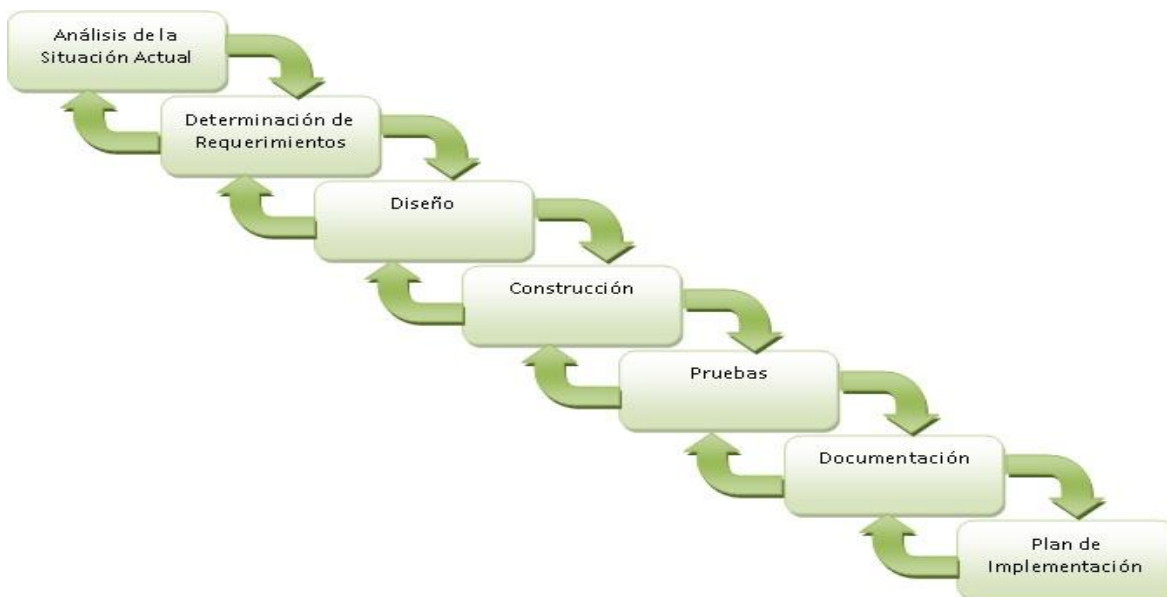 Análisis de la
Situación Actual
Determinación de
Requerimientos
Diseño
Construcción
Pruebas
Documentación
Plan de
Implementación